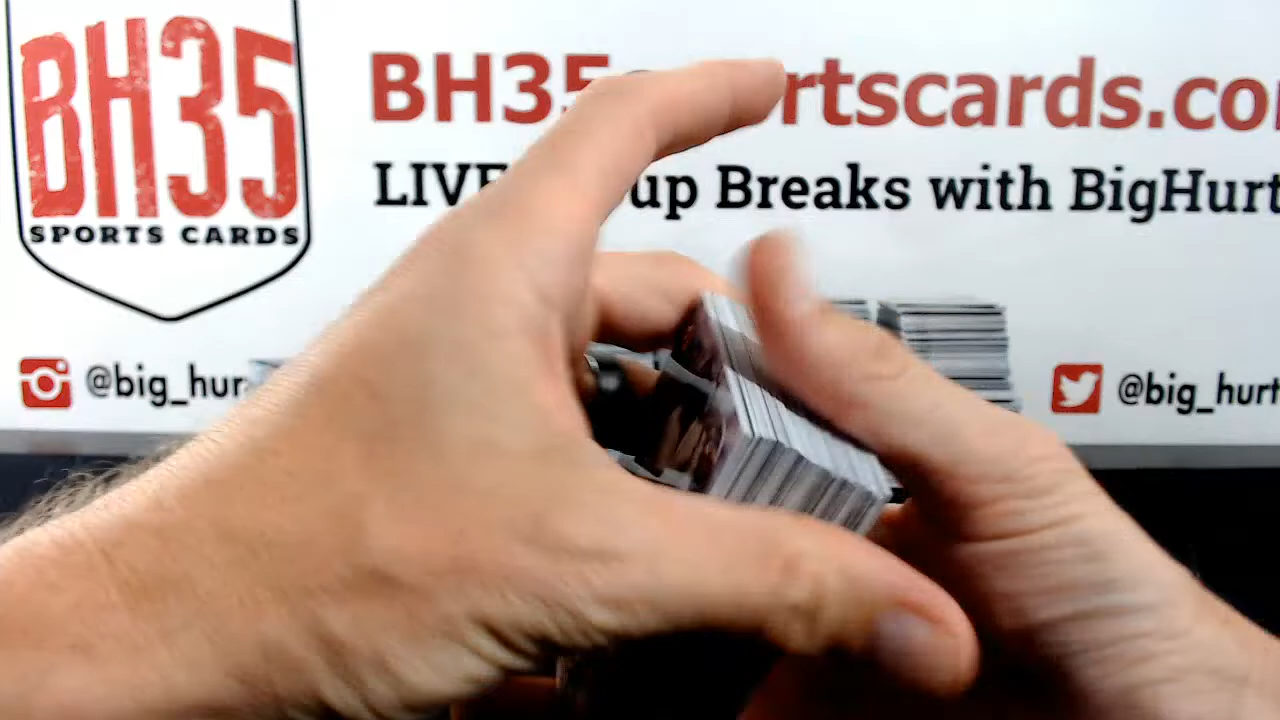 BH35
SPORTS CARDS
BH35 rtscards.co
LIVE up Breaks with BigHurt
@big_hur
@big_hurt